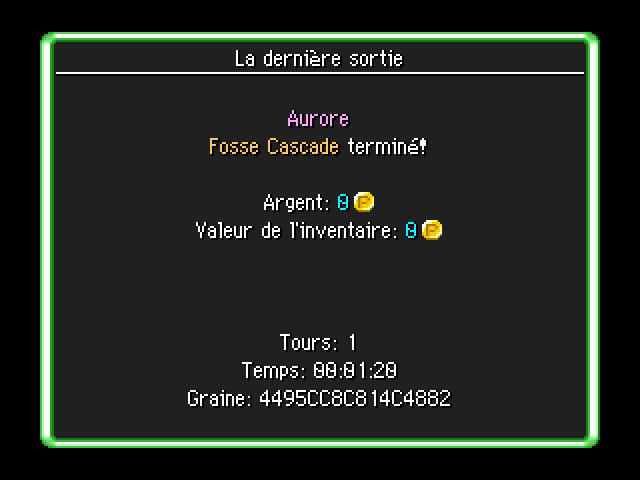 La dernière sortie
Aurore
Fosse Cascade terminé!
Argent: 0
Valeur de l'inventaire: 0
Tours: 1
Temps: 00:01:20
Graine: 4495CC8C814C4882